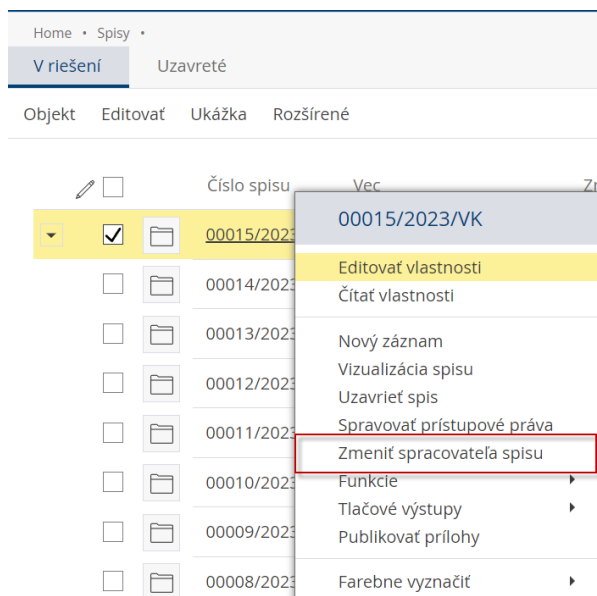 Home • Spisy •
V riešení Uzavreté
Objekt Editovať Ukážka Rozšírené
Číslo spisu Vec
00015/2023
00014/2023
00013/2023
00012/2023
00011/2023
00010/2023
00009/2023
00008/2023
00015/2023/VK
Editovať vlastnosti
Čítať vlastnosti
Nový záznam
Vizualizácia spisu
Uzavrieť spis
Spravovať prístupové práva
Zmeniť spracovateľa spisu
Funkcie
Tlačové výstupy
Publikovať prílohy
Farebne vyznačiť